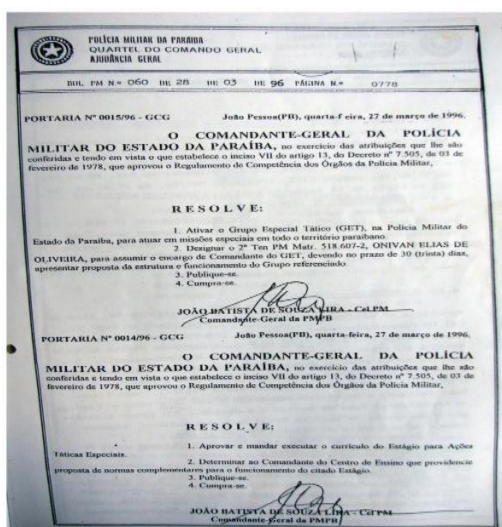 POLÍCIA MILITAR DA PARAIBA
QUARTEL DO COMANDO GERAL
AJUDÂNCIA GERAL
BOL PM N.º 060 DE 28 DE 03 DE 96 PÁGINA N.º 0778
PORTARIA Nº 0015/96 - GCG João Pessoa(PB), quarta-f eira, 27 de março de 1996.
O COMANDANTE-GERAL DA POLÍCIA
MILITAR DO ESTADO DA PARAÍBA, no exercício das atribuições que lhe são
conferidas e tendo em vista o que estabelece o inciso VII do artigo 13, do Decreto nº 7.505, de 03 de
fevereiro de 1978, que aprovou o Regulamento de Competência dos Órgãos da Polícia Militar,
R E S O L V E:
1. Ativar o Grupo Especial Tático (GET), na Polícia Militar do
Estado da Paraíba, para atuar em missões especiais em todo o território paraibano.
2. Designar o 2º Ten PM Matr. 518.607-2, ONIVAN ELIAS DE
OLIVEIRA, para assumir o encargo de Comandante do GET, devendo no prazo de 30 (trinta) dias,
apresentar proposta da estrutura e funcionamento do Grupo referenciado.
3. Publique-se.
4. Cumpra-se.
JOÃO BATISTA DE SOUZA LIRA - Cel PM
Comandante-Geral da PMPB
PORTARIA Nº 0014/96 - GCG João Pessoa(PB), quarta-feira, 27 de março de 1996.
O COMANDANTE-GERAL DA POLÍCIA
MILITAR DO ESTADO DA PARAÍBA, no exercício das atribuições que lhe são
conferidas e tendo em vista o que estabelece o inciso VII do artigo 13, do Decreto nº 7.505, de 03 de
fevereiro de 1978, que aprovou o Regulamento de Competência dos Órgãos da Polícia Militar,
R E S O L V E:
1. Aprovar e mandar executar o currículo do Estágio para Ações
Táticas Especiais.
2. Determinar ao Comandante do Centro de Ensino que providencie
proposta de normas complementares para o funcionamento do citado Estágio.
3. Publique-se.
4. Cumpra-se.
JOÃO BATISTA DE SOUZA LIRA - Cel PM
Comandante-Geral da PMPB